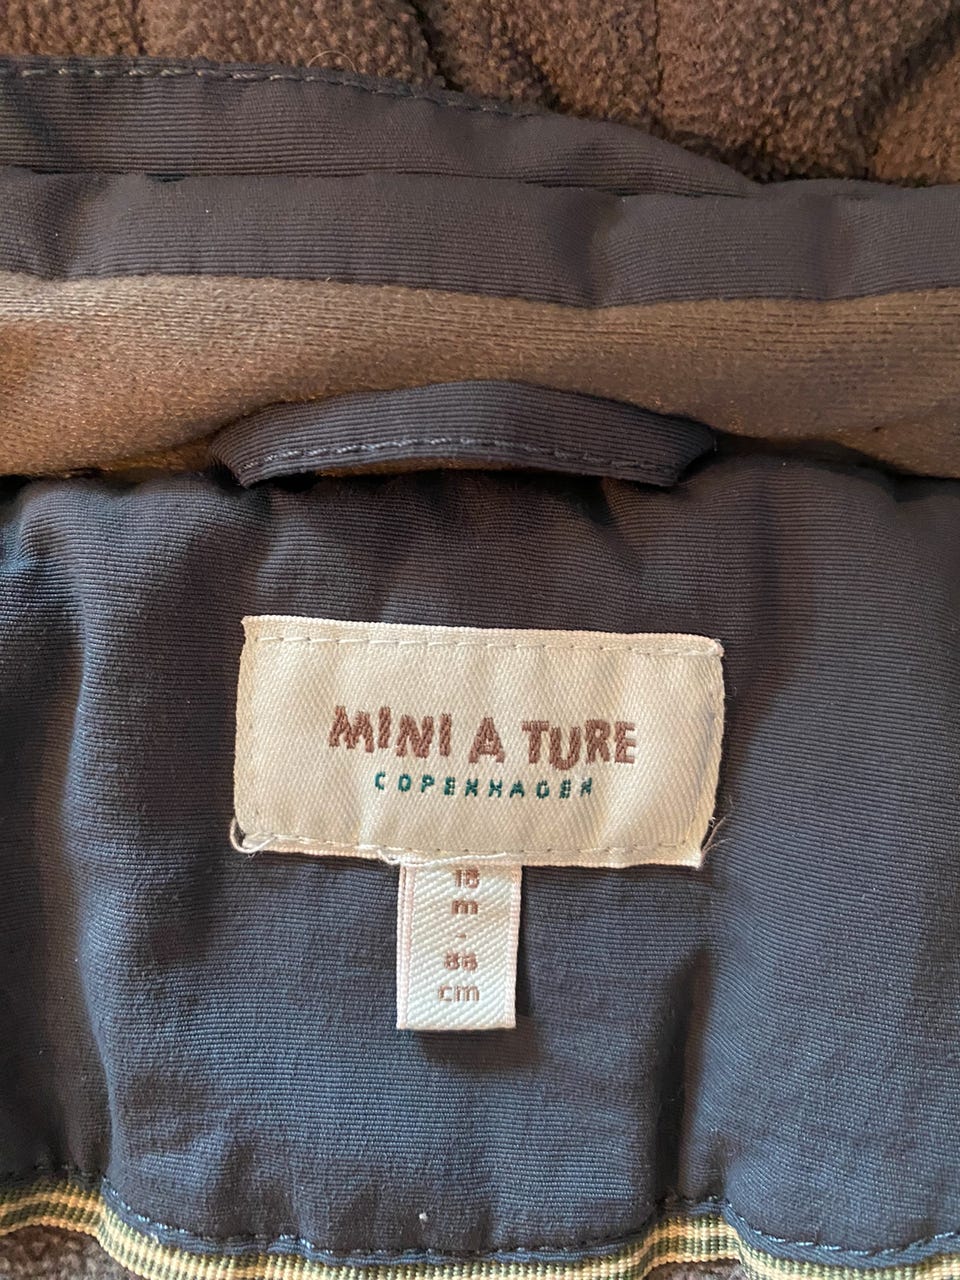 MINI A TURE
COPENHAGEN
18
m
-
86
cm